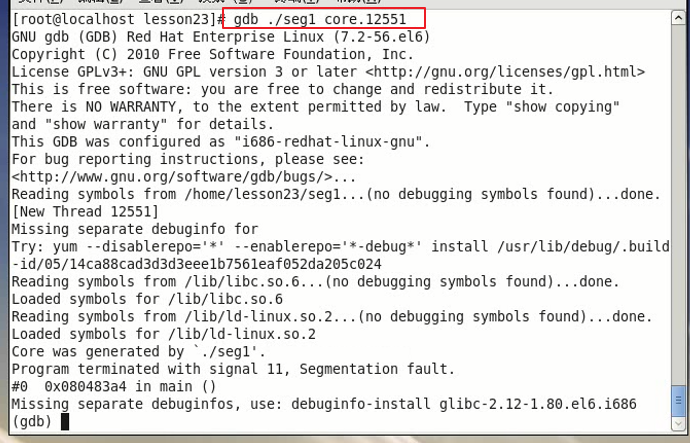 [root@localhost lesson23]# gdb ./seg1 core.12551
GNU gdb (GDB) Red Hat Enterprise Linux (7.2-56.el6)
Copyright (C) 2010 Free Software Foundation, Inc.
License GPLv3+: GNU GPL version 3 or later <http://gnu.org/licenses/gpl.html>
This is free software: you are free to change and redistribute it.
There is NO WARRANTY, to the extent permitted by law.  Type "show copying"
and "show warranty" for details.
This GDB was configured as "i686-redhat-linux-gnu".
For bug reporting instructions, please see:
<http://www.gnu.org/software/gdb/bugs/>...
Reading symbols from /home/lesson23/seg1...(no debugging symbols found)...done.
[New Thread 12551]
Missing separate debuginfo for
Try: yum --disablerepo='*' --enablerepo='*-debug*' install /usr/lib/debug/.build
-id/05/14ca88cad3d3d3eee1b7561eaf052da205c024
Reading symbols from /lib/libc.so.6...(no debugging symbols found)...done.
Loaded symbols for /lib/libc.so.6
Reading symbols from /lib/ld-linux.so.2...(no debugging symbols found)...done.
Loaded symbols for /lib/ld-linux.so.2
Core was generated by `./seg1'.
Program terminated with signal 11, Segmentation fault.
#0  0x080483a4 in main ()
Missing separate debuginfos, use: debuginfo-install glibc-2.12-1.80.el6.i686
(gdb)